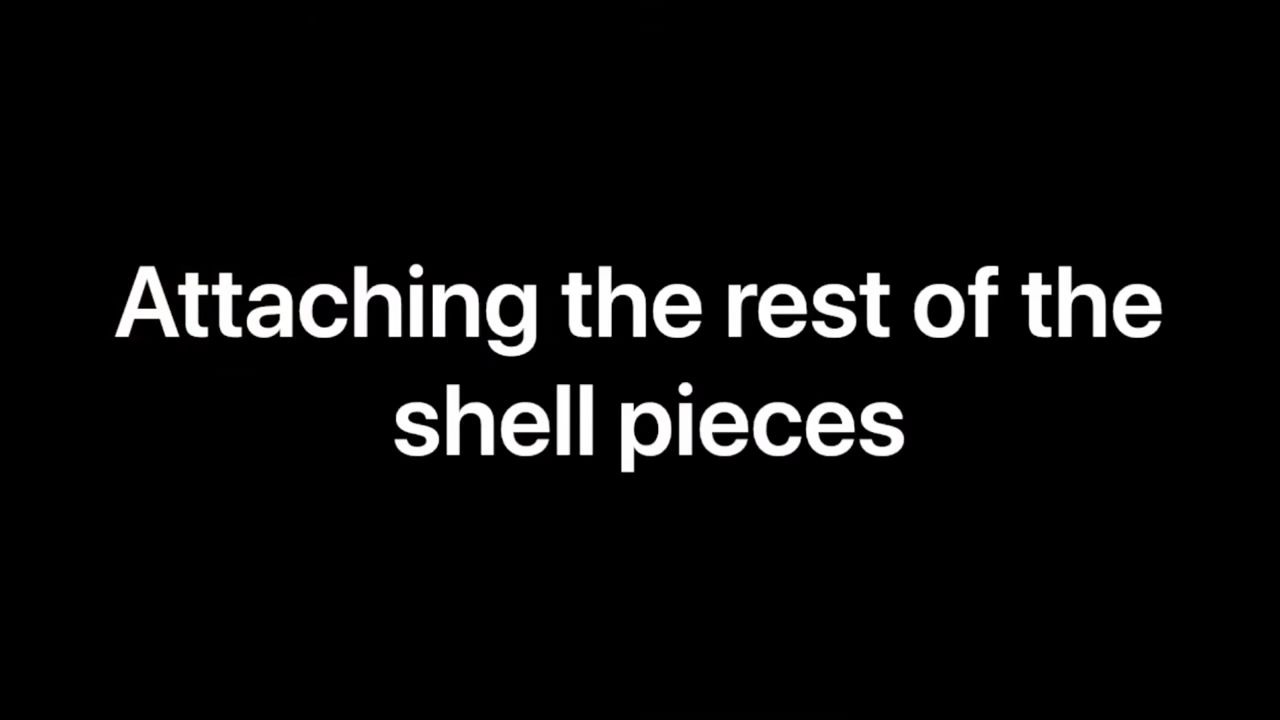 Attaching the rest of the
shell pieces